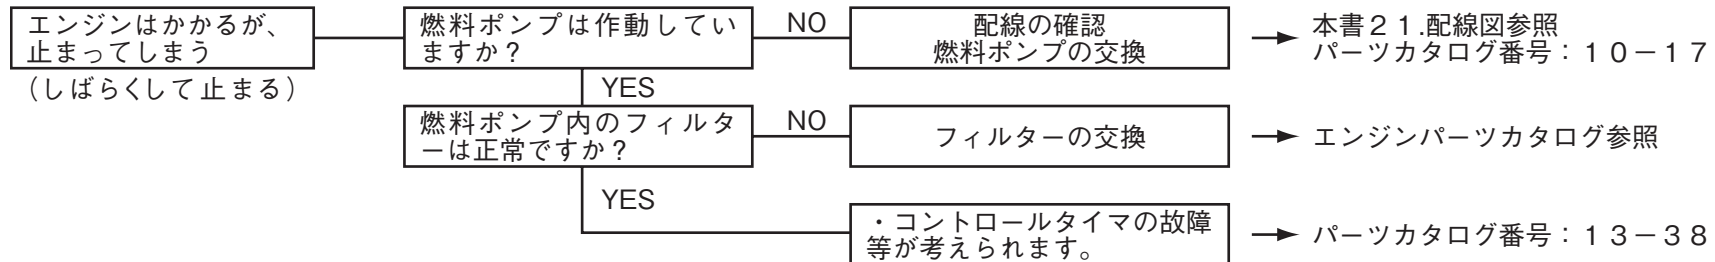 エンジンはかかるが、
止まってしまう
（しばらくして止まる）
燃料ポンプは作動してい
ますか？
NO
配線の確認
燃料ポンプの交換
本書２１.配線図参照
パーツカタログ番号：１０－１７
YES
燃料ポンプ内のフィルタ
ーは正常ですか？
NO
フィルターの交換
エンジンパーツカタログ参照
YES
・コントロールタイマの故障
等が考えられます。
パーツカタログ番号：１３－３８